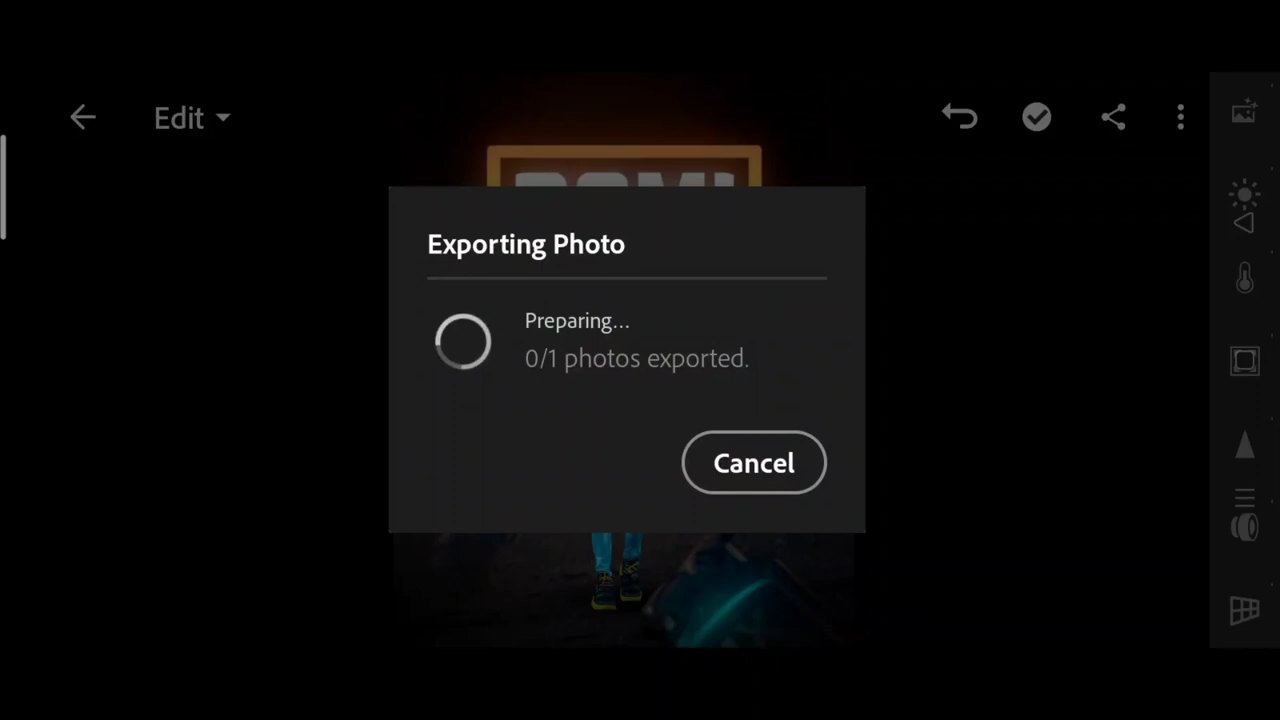 Edit
Exporting Photo
Preparing...
0/1 photos exported.
Cancel